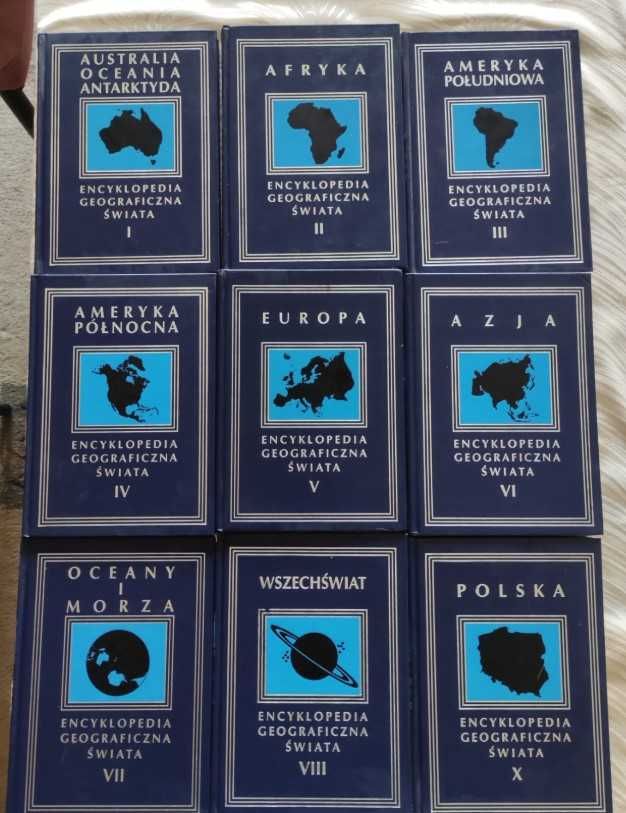 AUSTRALIA
OCEANIA
ANTARKTYDA
ENCYKLOPEDIA
GEOGRAFICZNA
ŚWIATA
I
AFRYKA
ENCYKLOPEDIA
GEOGRAFICZNA
ŚWIATA
II
AMERYKA
POŁUDNIOWA
ENCYKLOPEDIA
GEOGRAFICZNA
ŚWIATA
III
AMERYKA
PÓŁNOCNA
ENCYKLOPEDIA
GEOGRAFICZNA
ŚWIATA
IV
EUROPA
ENCYKLOPEDIA
GEOGRAFICZNA
ŚWIATA
V
AZJA
ENCYKLOPEDIA
GEOGRAFICZNA
ŚWIATA
VI
OCEANY
I
MORZA
ENCYKLOPEDIA
GEOGRAFICZNA
ŚWIATA
VII
WSZECHŚWIAT
ENCYKLOPEDIA
GEOGRAFICZNA
ŚWIATA
VIII
POLSKA
ENCYKLOPEDIA
GEOGRAFICZNA
ŚWIATA
X